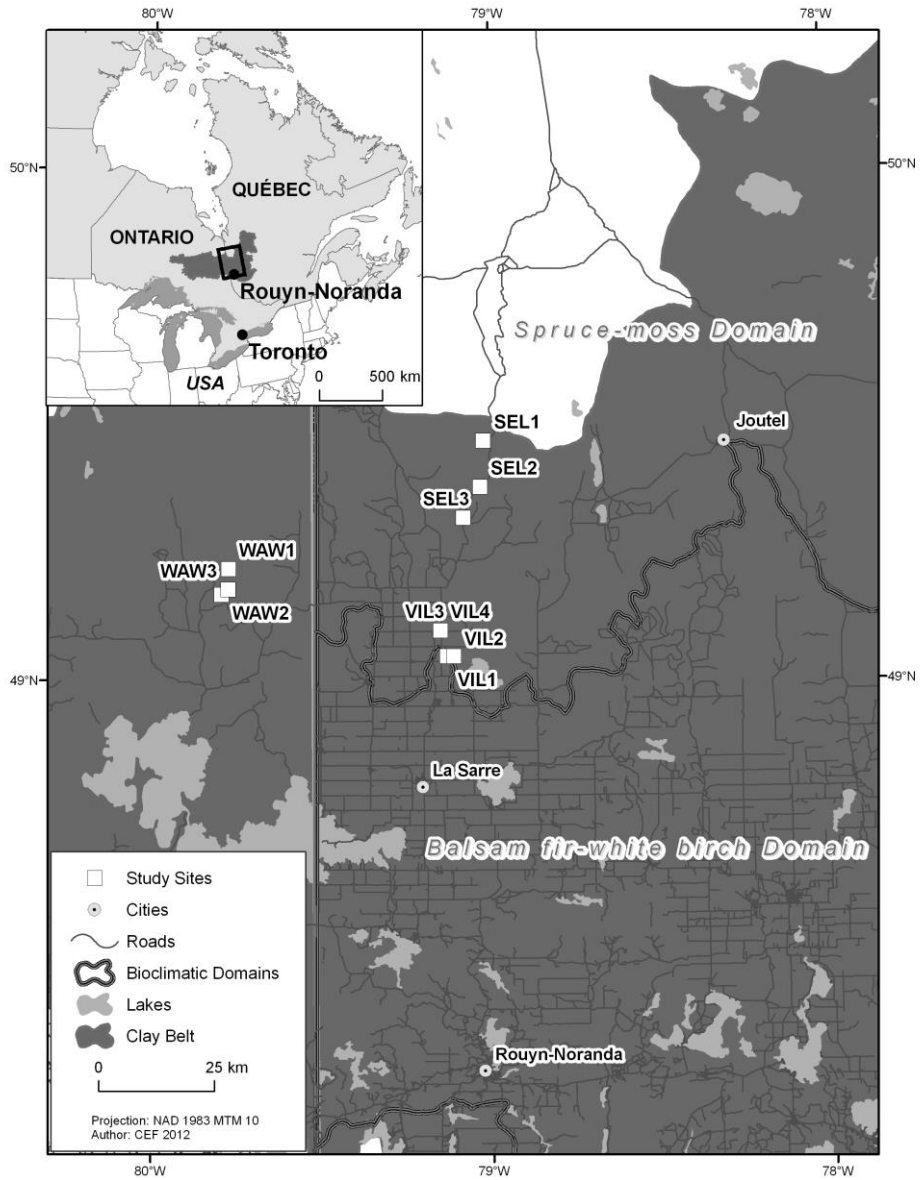 80°W 79°W 78°W
50°N 50°N
QUÉBEC
ONTARIO
Rouyn-Noranda
Toronto
USA
0 500 km
Spruce-moss Domain
Joutel
SEL1
SEL2
SEL3
WAW1
WAW3
WAW2
VIL3 VIL4
VIL2
VIL1
49°N 49°N
La Sarre
Balsam fir-white birch Domain
Study Sites
Cities
Roads
Bioclimatic Domains
Lakes
Clay Belt
0 25 km
Projection: NAD 1983 MTM 10
Author: CEF 2012
Rouyn-Noranda
80°W 79°W 78°W